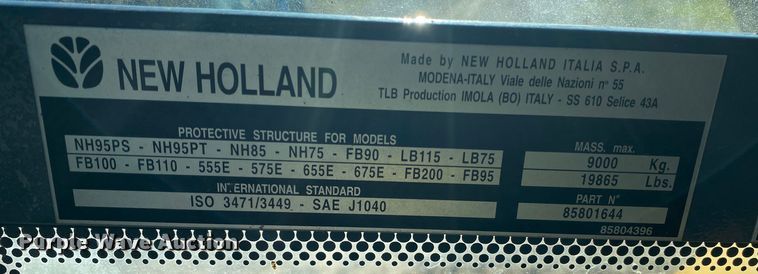 NEW HOLLAND
Made by NEW HOLLAND ITALIA S.P.A.
MODENA-ITALY Viale delle Nazioni n° 55
TLB Production IMOLA (BO) ITALY - SS 610 Selice 43A
PROTECTIVE STRUCTURE FOR MODELS
NH95PS - NH95PT - NH85 - NH75 - FB90 - LB115 - LB75
FB100 - FB110 - 555E - 575E - 655E - 675E - FB200 - FB95
INTERNATIONAL STANDARD
ISO 3471/3449 - SAE J1040
MASS. max.
9000 Kg.
19865 Lbs.
PART N°
85801644
85804396
Purple Wave Auction